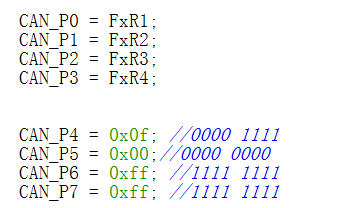 CAN_P0 = FxR1;
CAN_P1 = FxR2;
CAN_P2 = FxR3;
CAN_P3 = FxR4;
CAN_P4 = 0x0f; //0000 1111
CAN_P5 = 0x00;//0000 0000
CAN_P6 = 0xff; //1111 1111
CAN_P7 = 0xff; //1111 1111